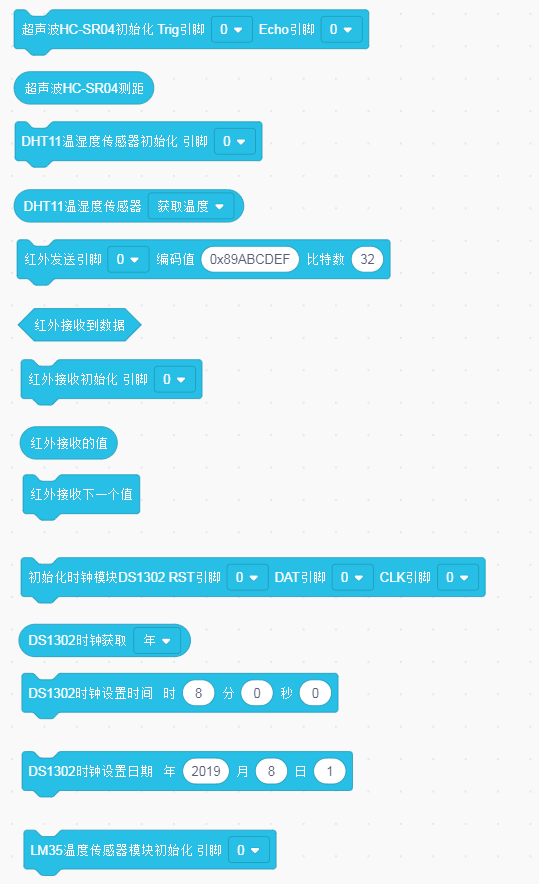 超声波HC-SR04初始化 Trig引脚 0 Echo引脚 0
超声波HC-SR04测距
DHT11温湿度传感器初始化 引脚 0
DHT11温湿度传感器 获取温度
红外发送引脚 0 编码值 0x89ABCDEF 比特数 32
红外接收到数据
红外接收初始化 引脚 0
红外接收的值
红外接收下一个值
初始化时钟模块DS1302 RST引脚 0 DAT引脚 0 CLK引脚 0
DS1302时钟获取 年
DS1302时钟设置时间 时 8 分 0 秒 0
DS1302时钟设置日期 年 2019 月 8 日 1
LM35温度传感器模块初始化 引脚 0